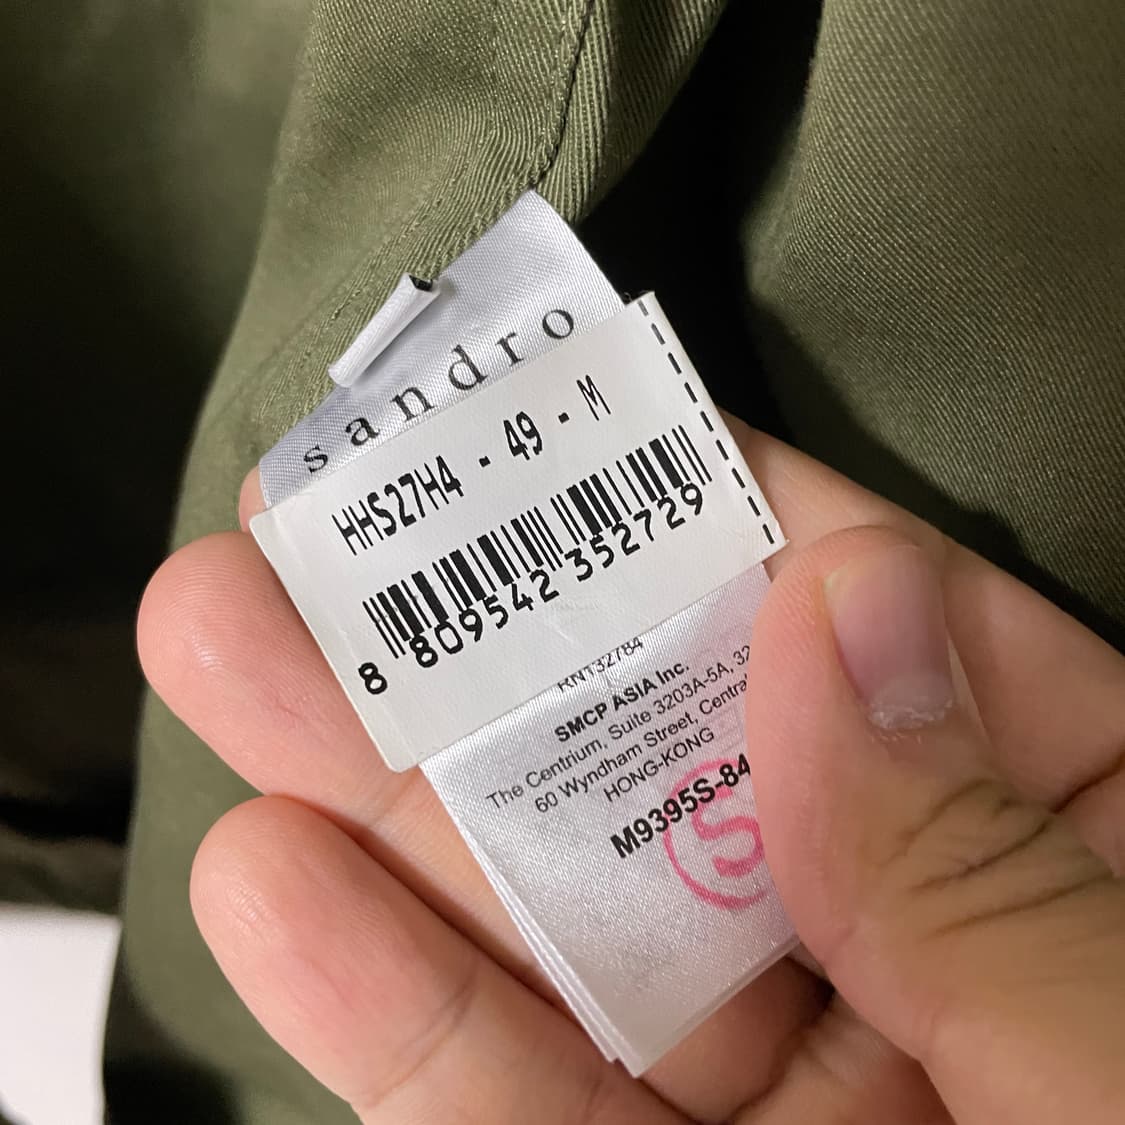 sandro
HHS27H4 - 49 - M
8 809542 352729
RN132784
SMCP ASIA Inc.
The Centrium, Suite 3203A-5A, 32
60 Wyndham Street, Central
HONG-KONG
M9395S-84
S